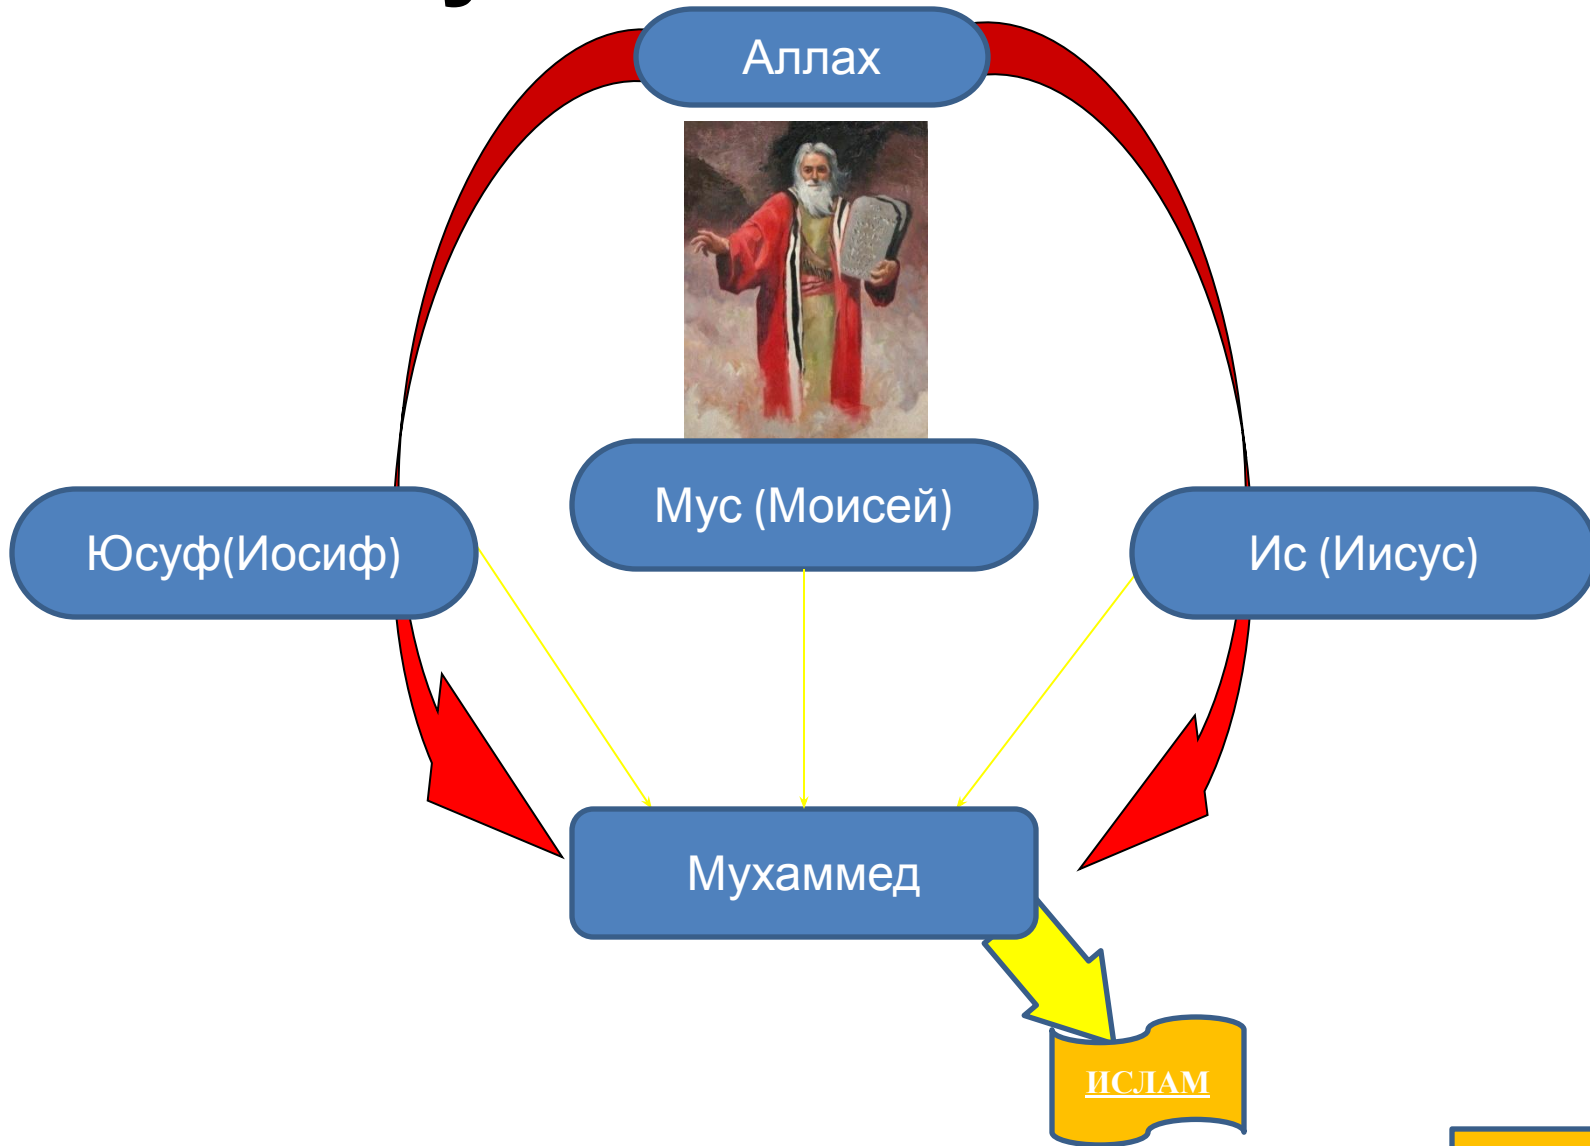 Аллах
Мус (Моисей)
Юсуф(Иосиф)
Ис (Иисус)
Мухаммед
ИСЛАМ